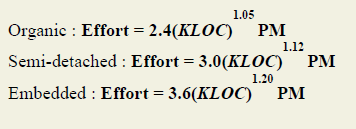 Organic : Effort = 2.4(KLOC)^1.05 PM
Semi-detached : Effort = 3.0(KLOC)^1.12 PM
Embedded : Effort = 3.6(KLOC)^1.20 PM